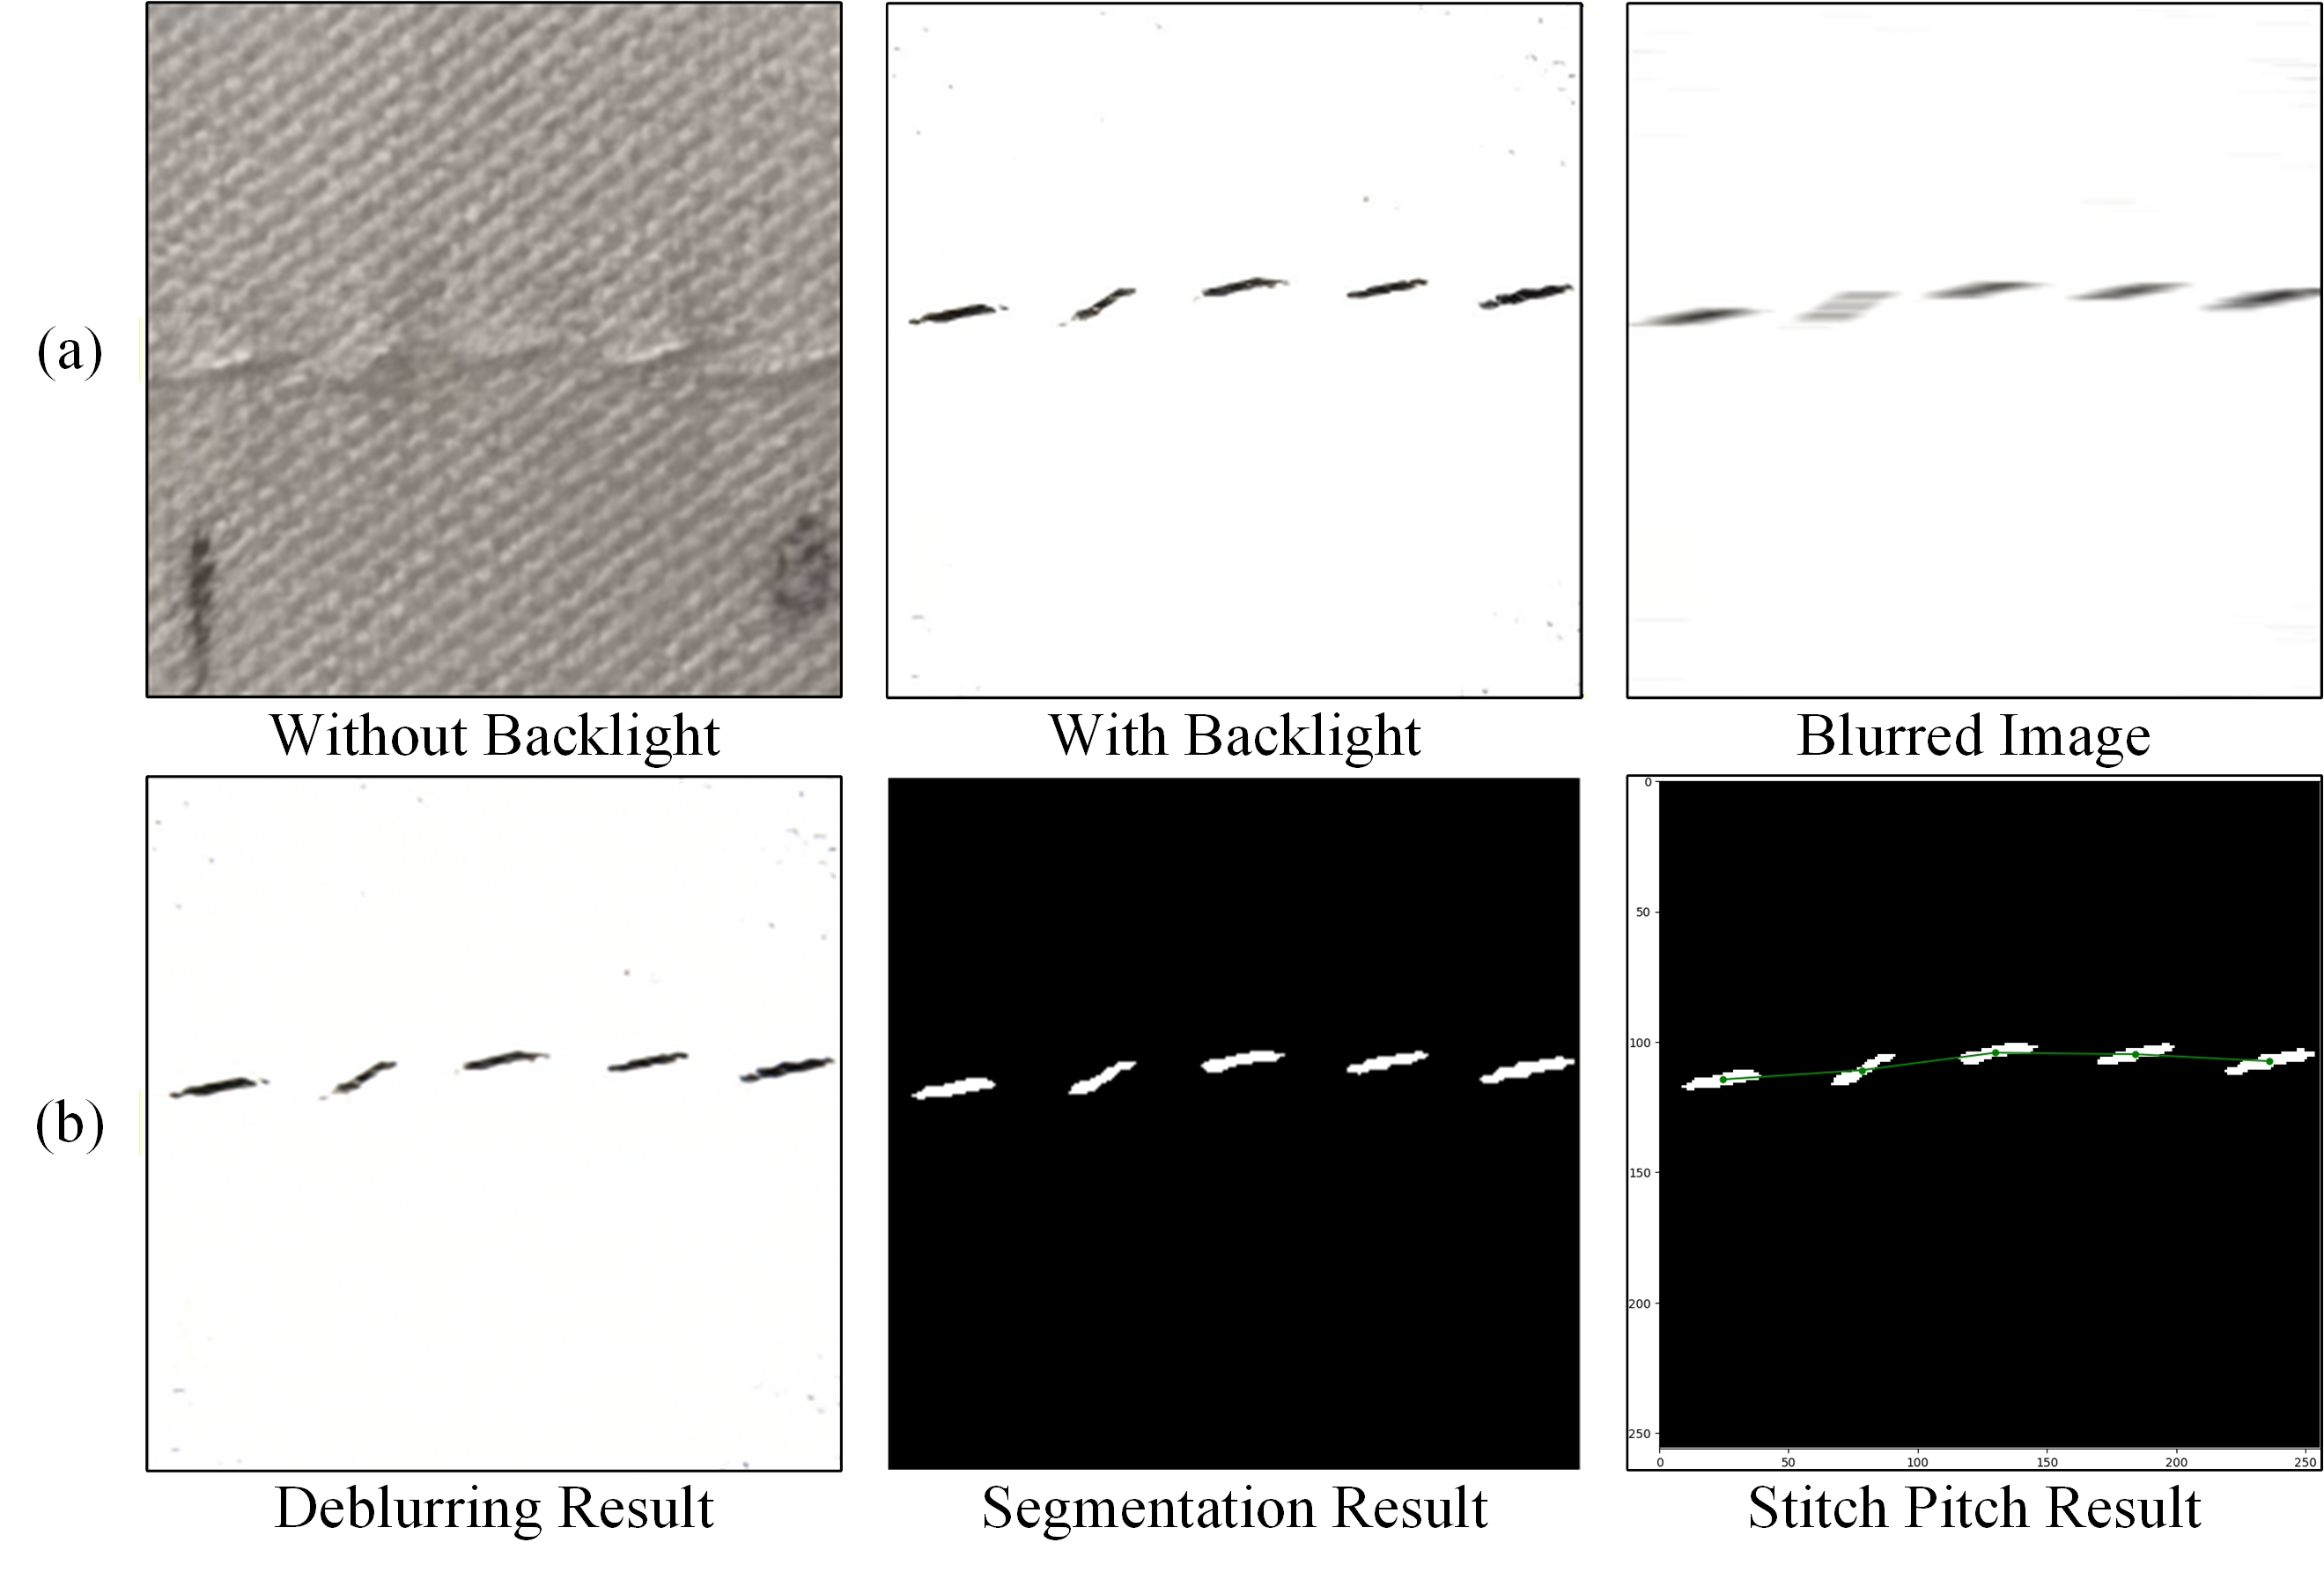 (a)
Without Backlight
With Backlight
Blurred Image
(b)
0
50
100
150
200
250
0 50 100 150 200 250
Deblurring Result
Segmentation Result
Stitch Pitch Result